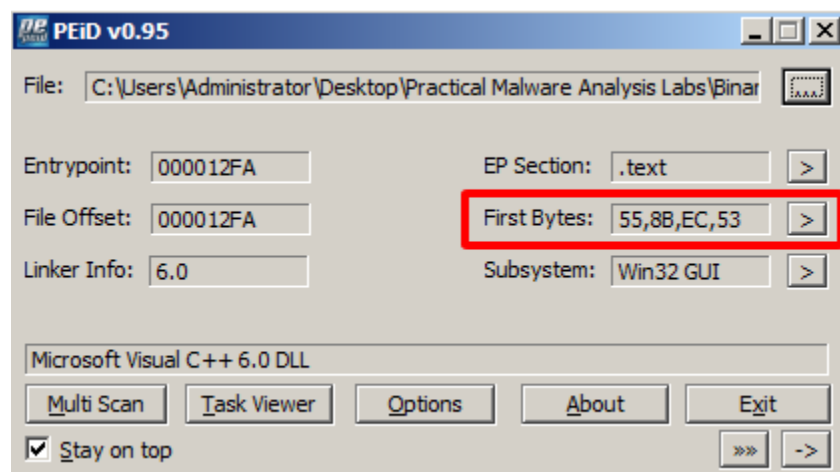 PEiD v0.95
File: C:\Users\Administrator\Desktop\Practical Malware Analysis Labs\Binar ...
Entrypoint: 000012FA EP Section: .text >
File Offset: 000012FA First Bytes: 55,8B,EC,53 >
Linker Info: 6.0 Subsystem: Win32 GUI >
Microsoft Visual C++ 6.0 DLL
Multi Scan Task Viewer Options About Exit
Stay on top »» ->